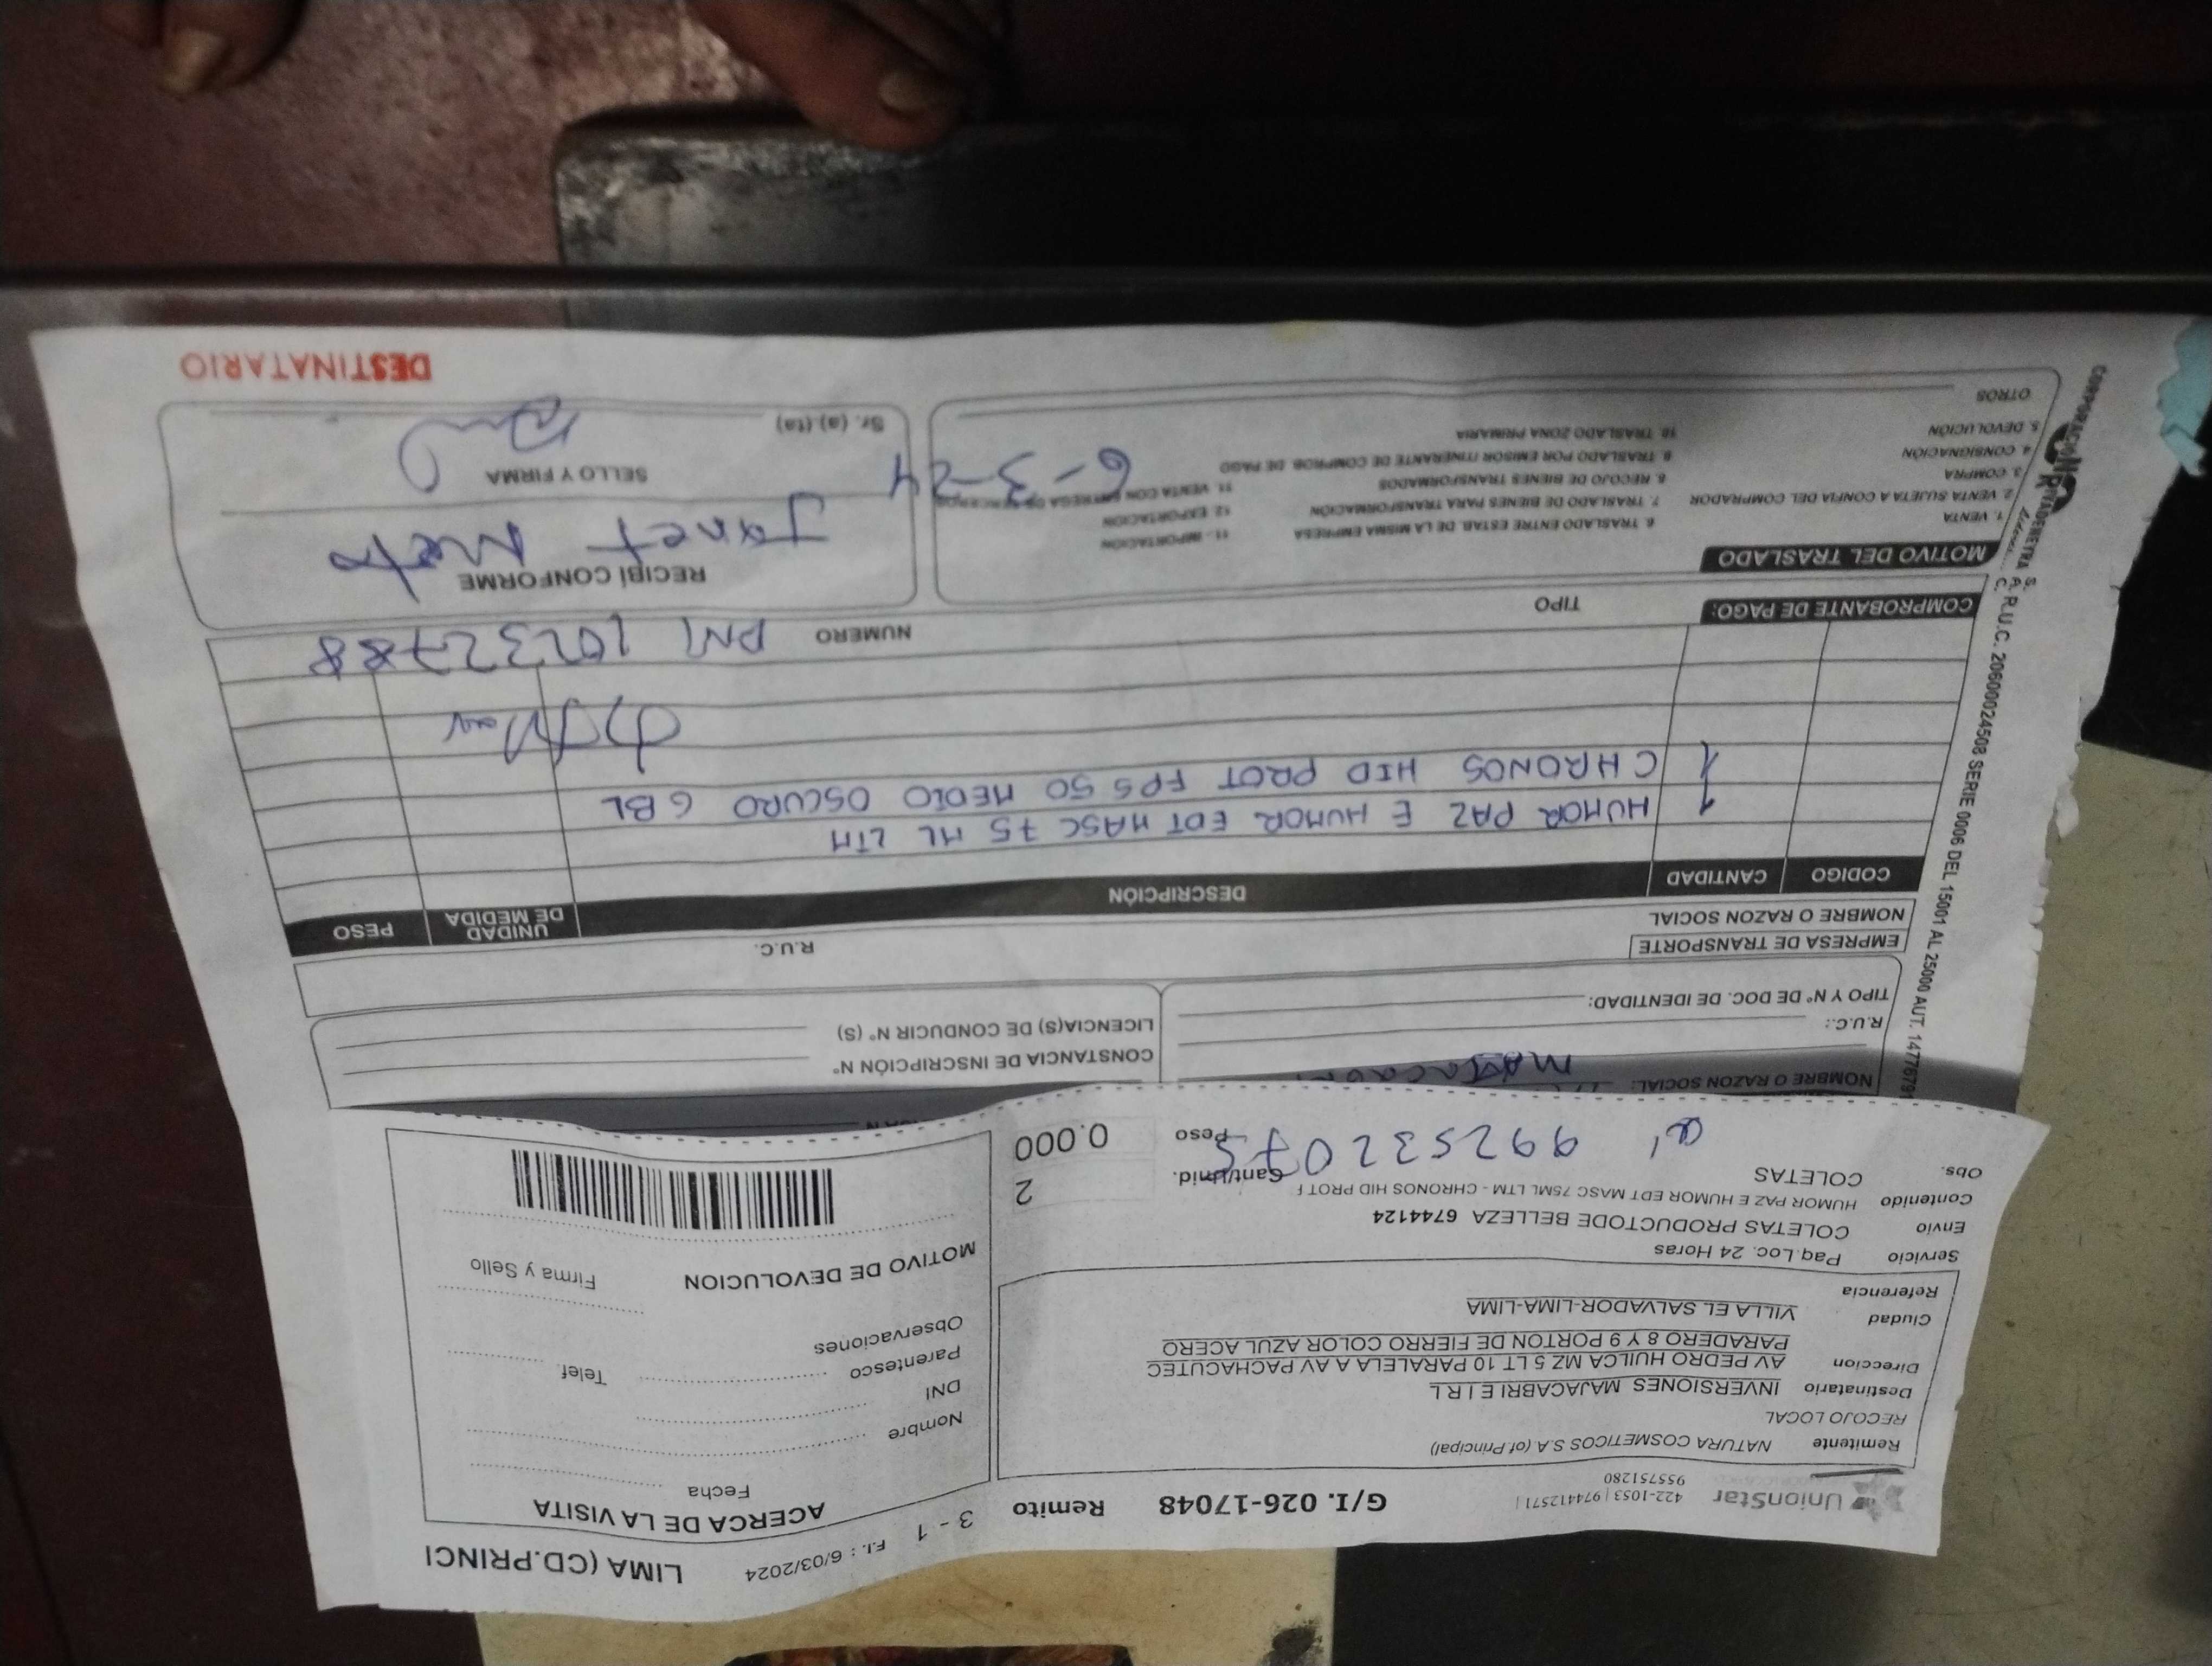 LIMA (CD.PRINCI
F.I. : 6/03/2024
UnionStar
422-1053 | 974412571 |
955751280
G/I. 026-17048 Remito 3 - 1
Remitente NATURA COSMETICOS S.A (of.Principal)
RECOJO LOCAL
Destinatario INVERSIONES MAJACABRI E I R L
Direccion AV PEDRO HUILCA MZ 5 LT 10 PARALELA A AV PACHACUTEC
PARADERO 8 Y 9 PORTON DE FIERRO COLOR AZUL ACERO
Ciudad VILLA EL SALVADOR-LIMA-LIMA
Referencia
Servicio Paq.Loc. 24 Horas
Envio COLETAS PRODUCTODE BELLEZA 6744124
Contenido HUMOR PAZ E HUMOR EDT MASC 75ML LTM - CHRONOS HID PROT F
Obs. COLETAS
Cant/Unid. 2
Peso 0.000
992532075
ACERCA DE LA VISITA
Fecha
Nombre
DNI
Parentesco Telef
Observaciones
MOTIVO DE DEVOLUCION Firma y Sello
NOMBRE O RAZON SOCIAL:
R.U.C.:
TIPO Y N° DE DOC. DE IDENTIDAD:
CONSTANCIA DE INSCRIPCIÓN N°
LICENCIA(S) DE CONDUCIR N° (S)
EMPRESA DE TRANSPORTE
NOMBRE O RAZON SOCIAL R.U.C.
CODIGO CANTIDAD DESCRIPCIÓN UNIDAD DE MEDIDA PESO
1 HUMOR PAZ E HUMOR EDT MASC 75 ML LTM
1 CHRONOS HID PROT FPS 50 MEDIO OSCURO GBL
COMPROBANTE DE PAGO: TIPO NUMERO
DNI
MOTIVO DEL TRASLADO
1. VENTA
2. VENTA SUJETA A CONFIA DEL COMPRADOR
3. COMPRA
4. CONSIGNACIÓN
5. DEVOLUCIÓN
OTROS
6. TRASLADO ENTRE ESTAB. DE LA MISMA EMPRESA
7. TRASLADO DE BIENES PARA TRANSFORMACIÓN
8. RECOJO DE BIENES TRANSFORMADOS
9. TRASLADO POR EMISOR ITINERANTE DE COMPROB. DE PAGO
10. TRASLADO ZONA PRIMARIA
11.- IMPORTACION
12. EXPORTACION
11. VENTA CON ENTREGA DE TERCEROS
6-3-24
RECIBÍ CONFORME
Janet
SELLO Y FIRMA
Sr. (a).(ta)
DESTINATARIO
R.U.C. 20600024508 SERIE 0006 DEL 15001 AL 25000 AUT.